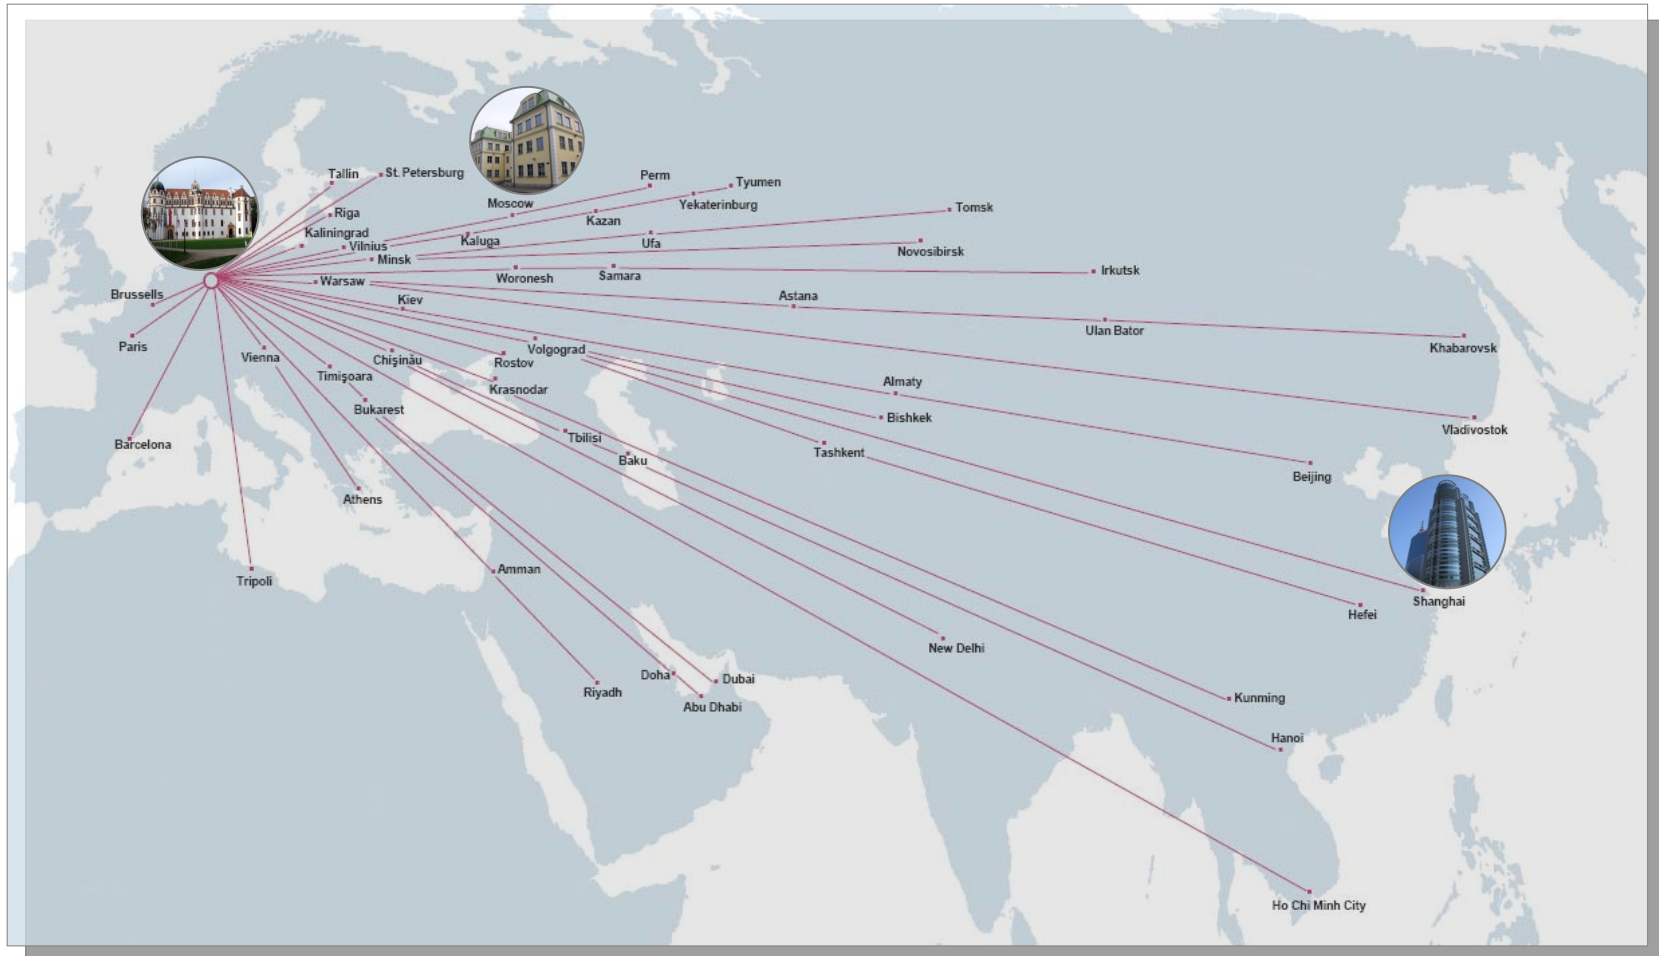 Tallin
St. Petersburg
Perm
Tyumen
Moscow
Yekaterinburg
Riga
Kazan
Tomsk
Kaliningrad
Kaluga
Ufa
Vilnius
Novosibirsk
Minsk
Woronesh
Samara
Irkutsk
Warsaw
Brussells
Kiev
Astana
Ulan Bator
Paris
Khabarovsk
Vienna
Chişinău
Volgograd
Rostov
Timişoara
Krasnodar
Almaty
Bukarest
Bishkek
Vladivostok
Barcelona
Tbilisi
Tashkent
Baku
Beijing
Athens
Amman
Tripoli
Shanghai
Hefei
New Delhi
Doha
Dubai
Riyadh
Abu Dhabi
Kunming
Hanoi
Ho Chi Minh City